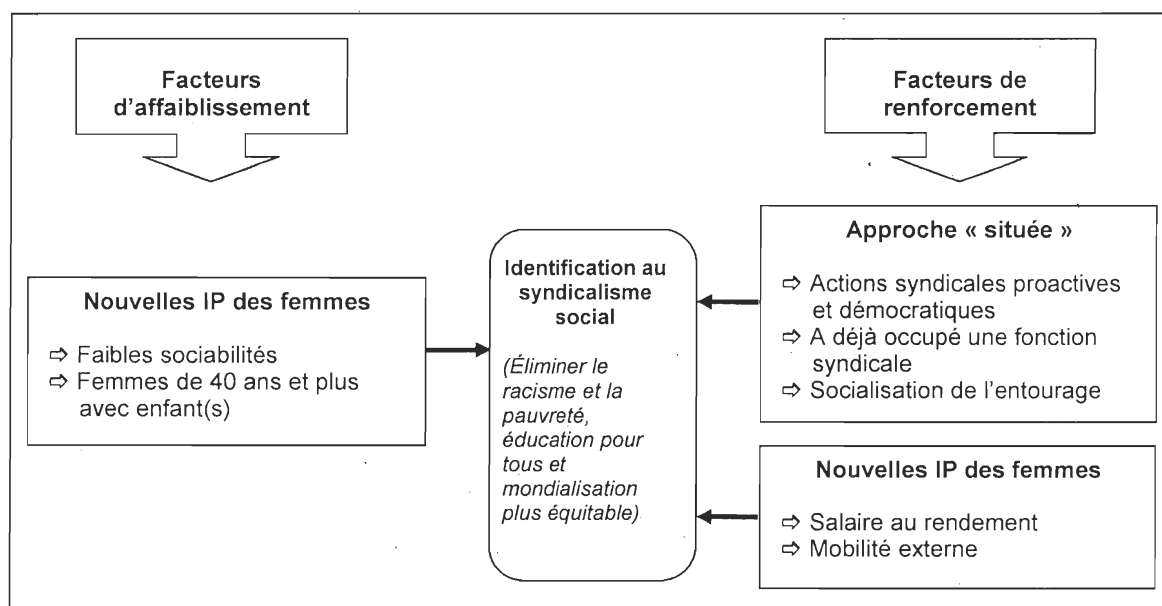 Facteurs
d'affaiblissement
Facteurs de
renforcement
Nouvelles IP des femmes
⇨ Faibles sociabilités
⇨ Femmes de 40 ans et plus
avec enfant(s)
Identification au
syndicalisme
social
(Éliminer le
racisme et la
pauvreté,
éducation pour
tous et
mondialisation
plus équitable)
Approche « située »
⇨ Actions syndicales proactives
et démocratiques
⇨ A déjà occupé une fonction
syndicale
⇨ Socialisation de l'entourage
Nouvelles IP des femmes
⇨ Salaire au rendement
⇨ Mobilité externe